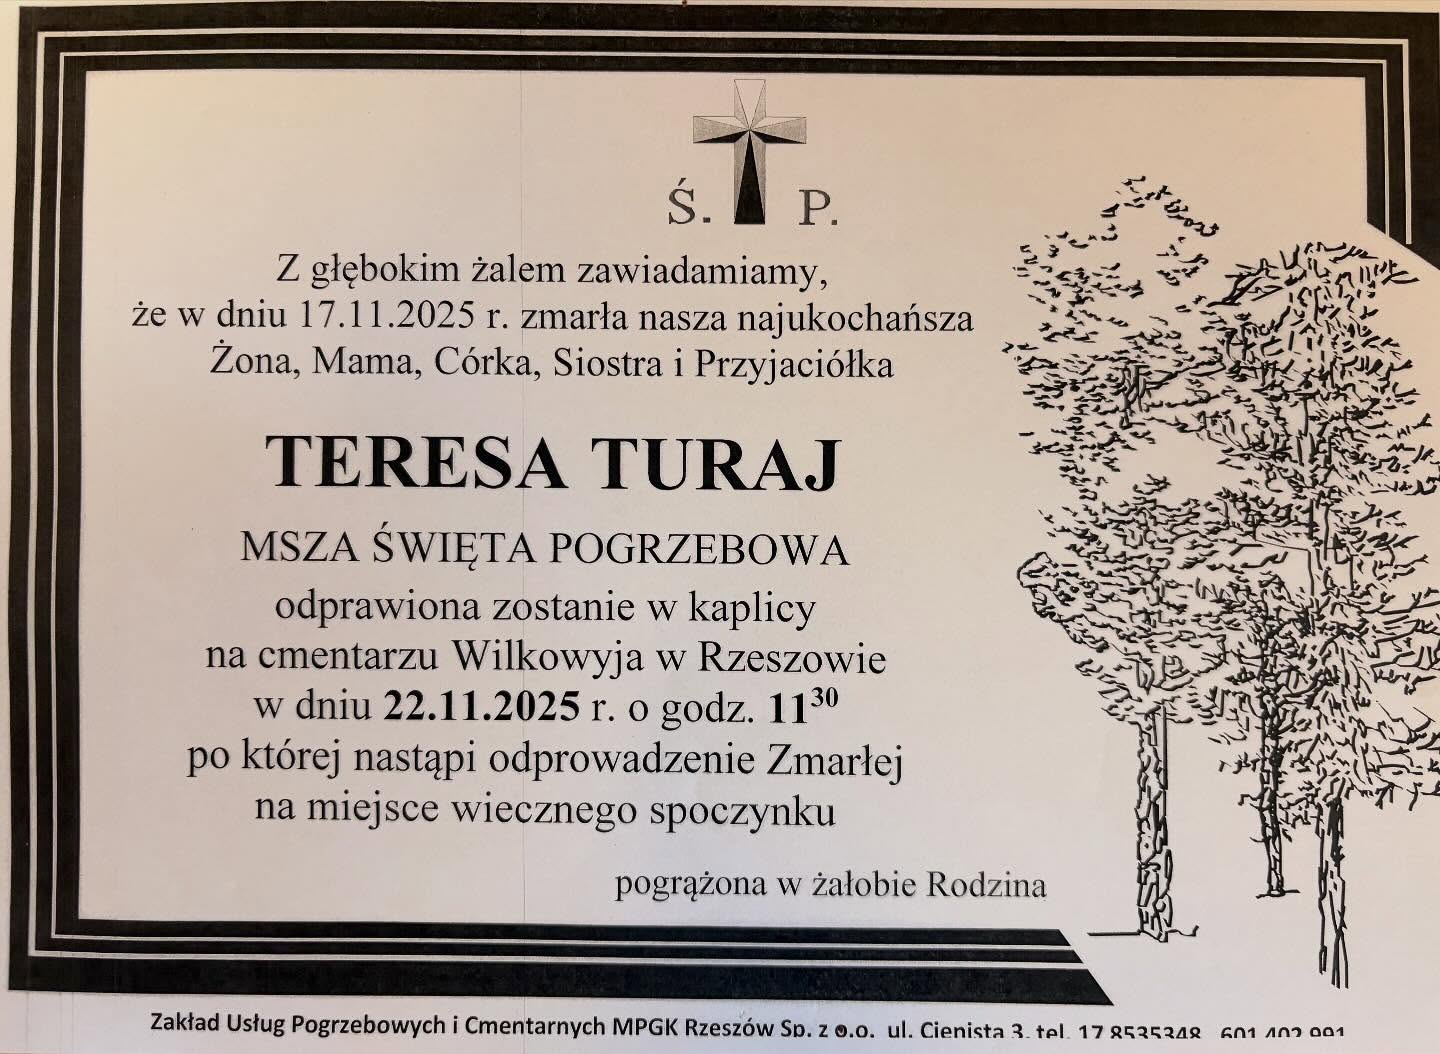 Ś. P.
Z głębokim żalem zawiadamiamy,
że w dniu 17.11.2025 r. zmarła nasza najukochańsza
Żona, Mama, Córka, Siostra i Przyjaciółka
TERESA TURAJ
MSZA ŚWIĘTA POGRZEBOWA
odprawiona zostanie w kaplicy
na cmentarzu Wilkowyja w Rzeszowie
w dniu 22.11.2025 r. o godz. 11³⁰
po której nastąpi odprowadzenie Zmarłej
na miejsce wiecznego spoczynku
pogrążona w żałobie Rodzina
Zakład Usług Pogrzebowych i Cmentarnych MPGK Rzeszów Sp. z o.o. ul. Cienista 3, tel. 17 8535348 601 402 991